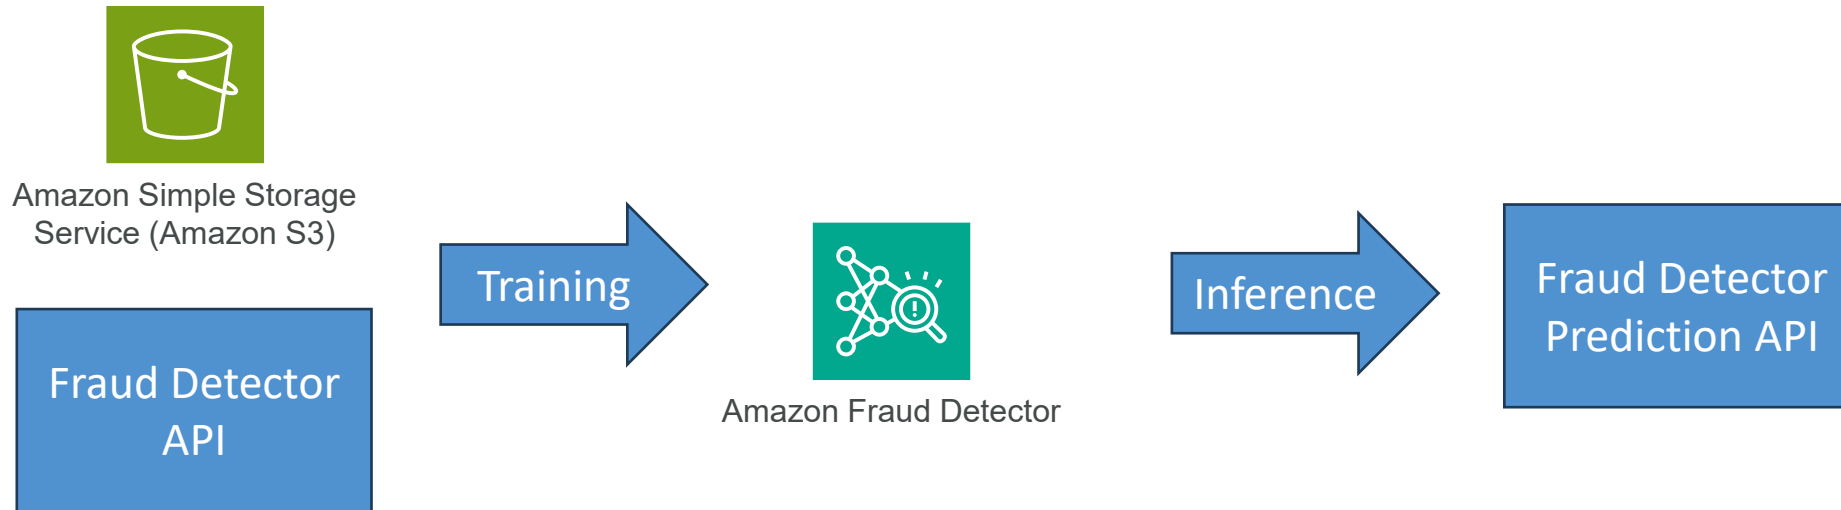 Amazon Simple Storage
Service (Amazon S3)
Fraud Detector
API
Training
Amazon Fraud Detector
Inference
Fraud Detector
Prediction API